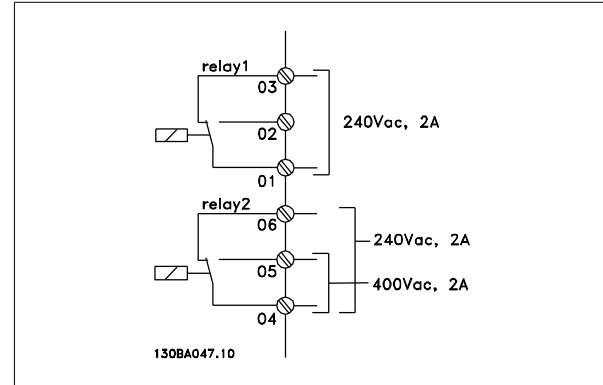 relay1
03
240Vac, 2A
02
01
relay2
06
240Vac, 2A
05
400Vac, 2A
04
130BA047.10